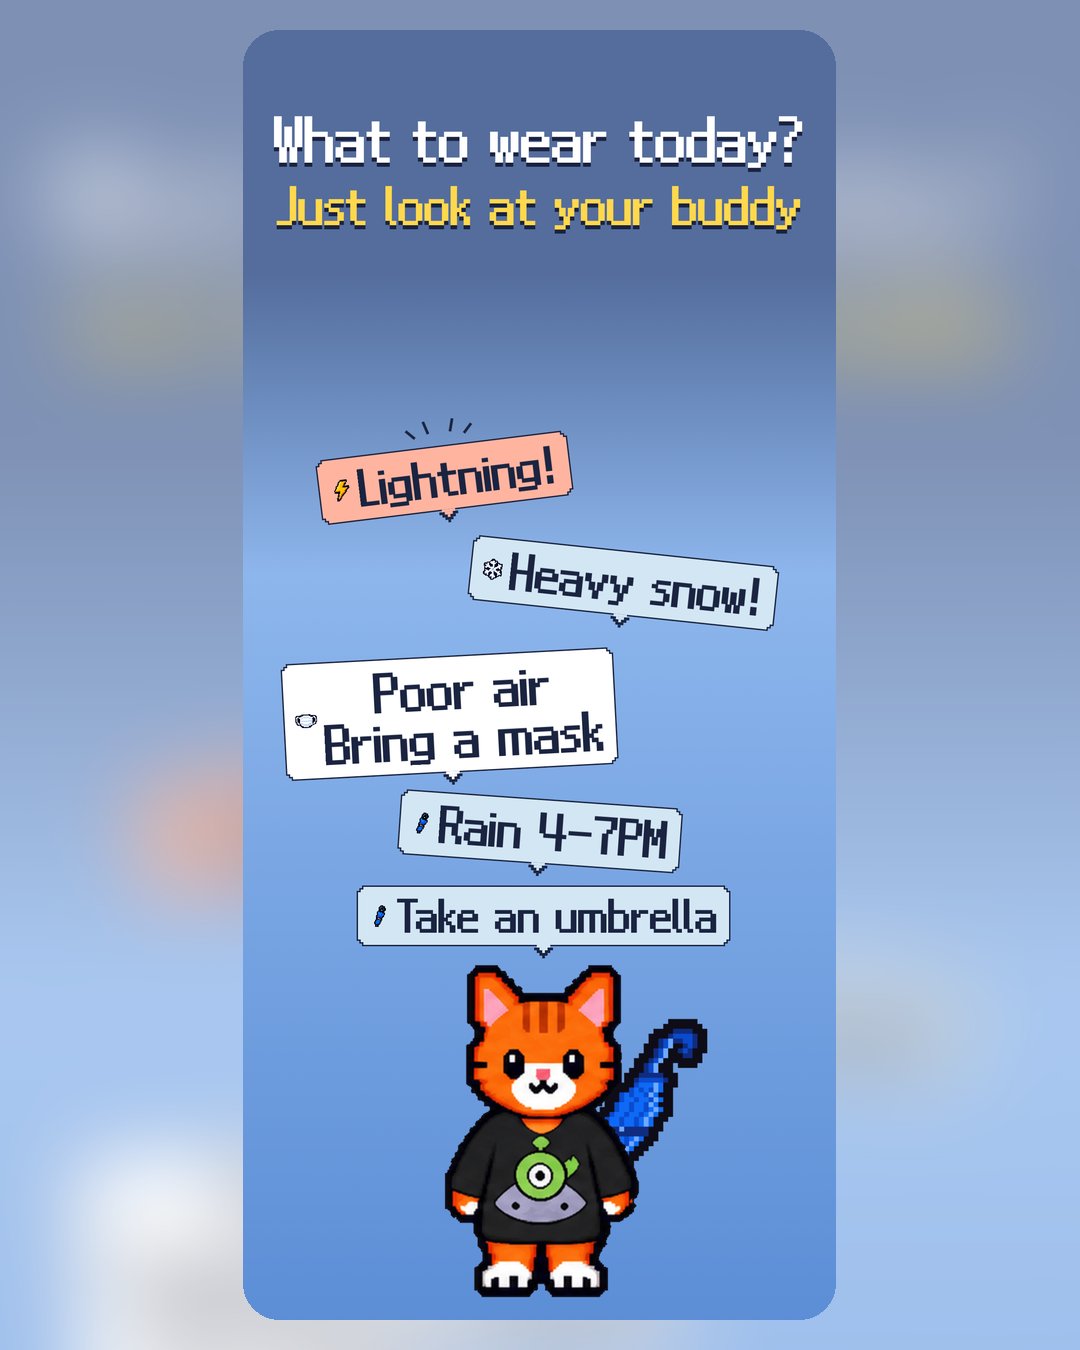 What to wear today?
Just look at your buddy
Lightning!
Heavy snow!
Poor air
Bring a mask
Rain 4-7PM
Take an umbrella